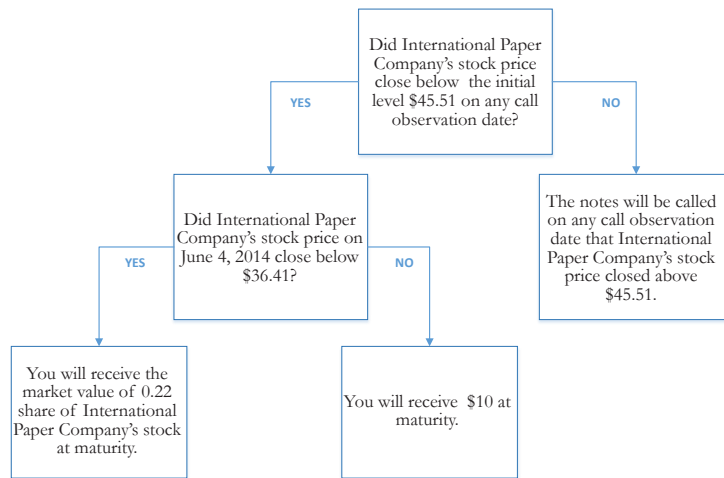 Did International Paper
Company's stock price
close below the initial
level $45.51 on any call
observation date?
YES
NO
Did International Paper
Company's stock price on
June 4, 2014 close below
$36.41?
The notes will be called
on any call observation
date that International
Paper Company's stock
price closed above
$45.51.
YES
NO
You will receive the
market value of 0.22
share of International
Paper Company's stock
at maturity.
You will receive $10 at
maturity.